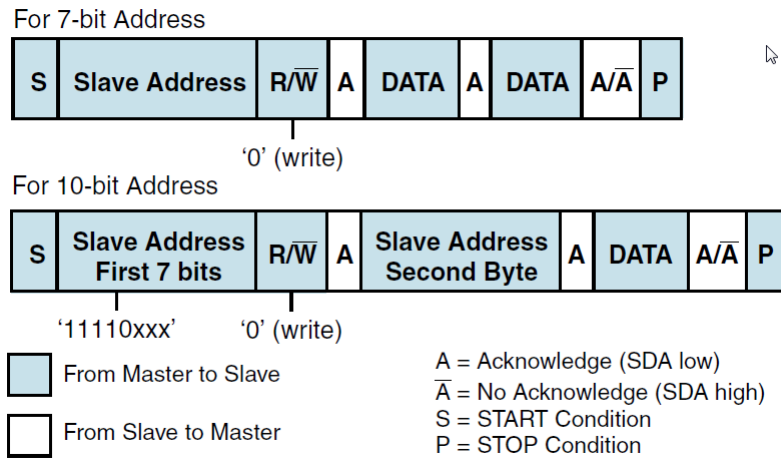 For 7-bit Address
S Slave Address R/W̅ A DATA A DATA A/A̅ P
‘0’ (write)
For 10-bit Address
S Slave Address First 7 bits R/W̅ A Slave Address Second Byte A DATA A/A̅ P
‘11110xxx’ ‘0’ (write)
From Master to Slave
From Slave to Master
A = Acknowledge (SDA low)
A̅ = No Acknowledge (SDA high)
S = START Condition
P = STOP Condition